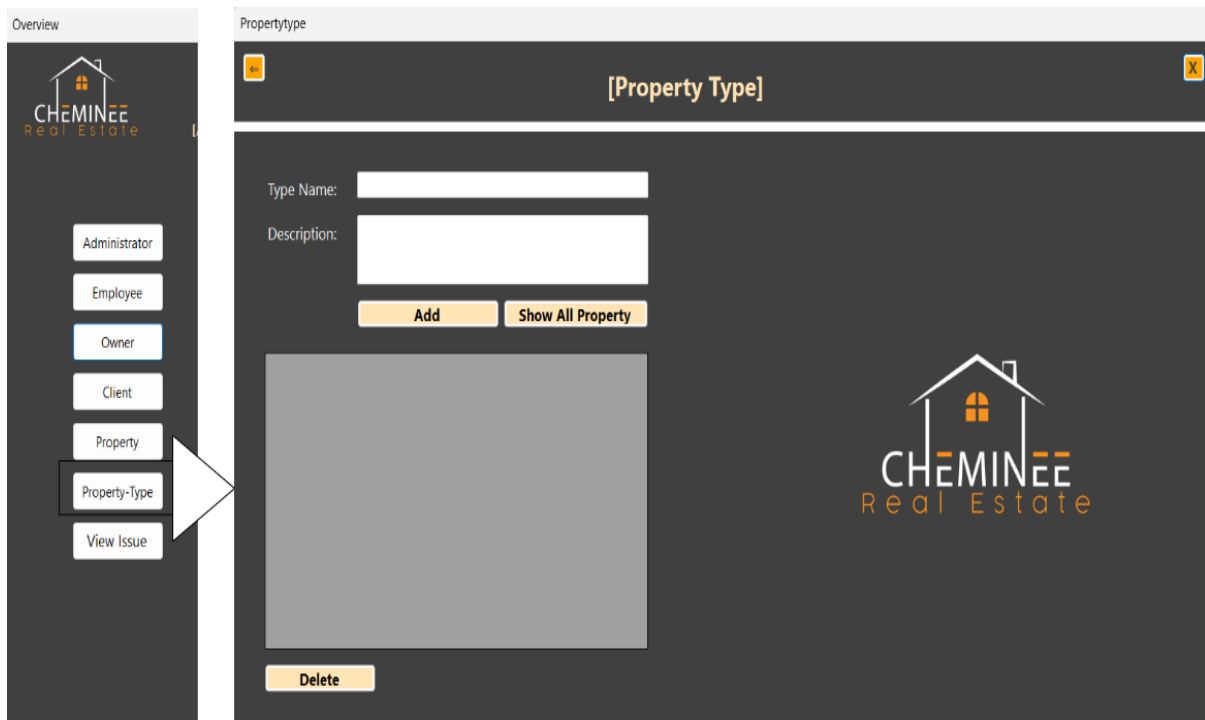 Overview
CHEMINEE
Real Estate
Administrator
Employee
Owner
Client
Property
Property-Type
View Issue
Propertytype
X
[Property Type]
Type Name:
Description:
Add
Show All Property
CHEMINEE
Real Estate
Delete